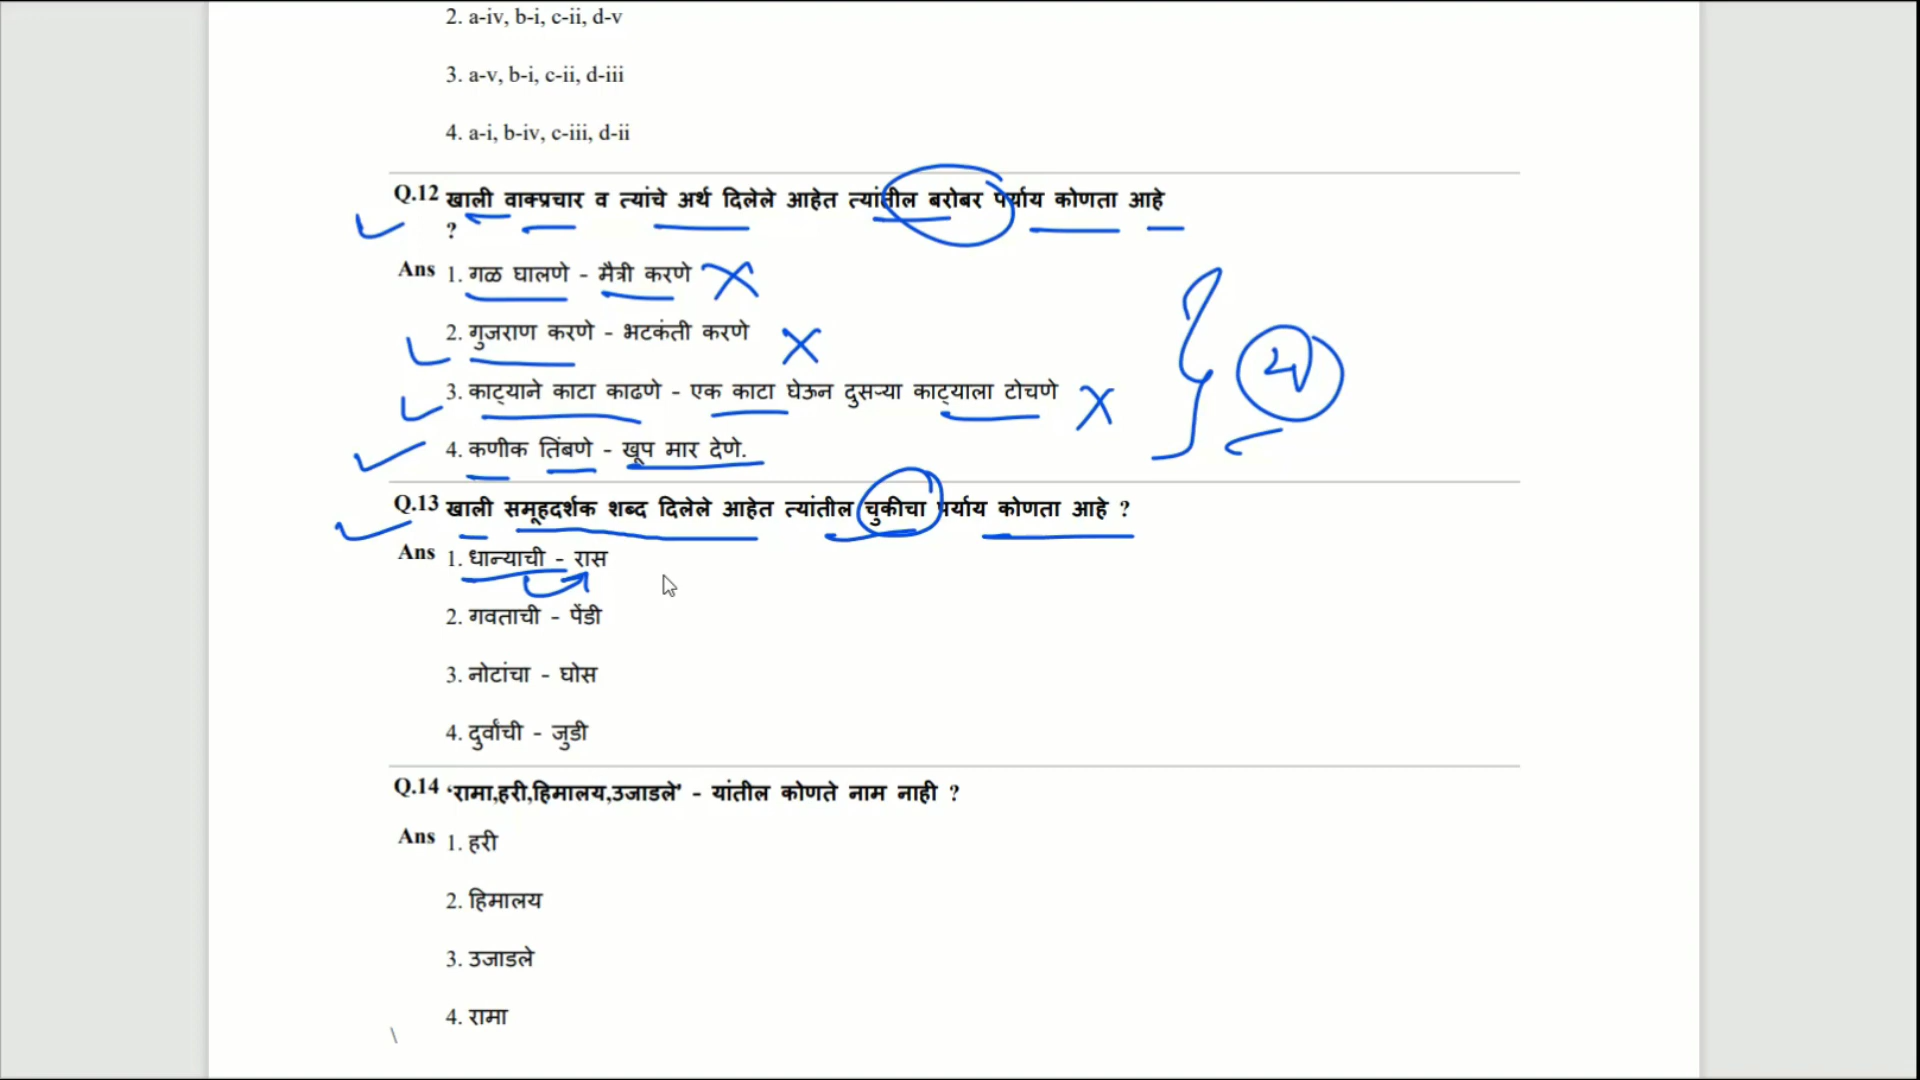 2. a-iv, b-i, c-ii, d-v
3. a-v, b-i, c-ii, d-iii
4. a-i, b-iv, c-iii, d-ii
Q.12 खाली वाक्प्रचार व त्यांचे अर्थ दिलेले आहेत त्यांतील बरोबर पर्याय कोणता आहे
?
Ans 1. गळ घालणे - मैत्री करणे
2. गुजराण करणे - भटकंती करणे
3. काट्याने काटा काढणे - एक काटा घेऊन दुसऱ्या काट्याला टोचणे
4. कणीक तिंबणे - खूप मार देणे.
Q.13 खाली समूहदर्शक शब्द दिलेले आहेत त्यांतील चुकीचा पर्याय कोणता आहे ?
Ans 1. धान्याची - रास
2. गवताची - पेंडी
3. नोटांचा - घोस
4. दुर्वांची - जुडी
Q.14 ‘रामा,हरी,हिमालय,उजाडले’ - यांतील कोणते नाम नाही ?
Ans 1. हरी
2. हिमालय
3. उजाडले
4. रामा
\